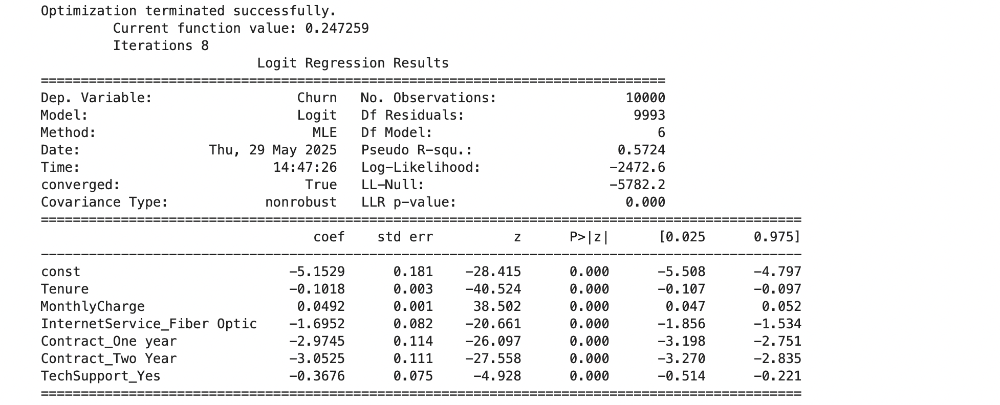 Optimization terminated successfully.
         Current function value: 0.247259
         Iterations 8
                           Logit Regression Results
==============================================================================
Dep. Variable:                  Churn   No. Observations:                10000
Model:                          Logit   Df Residuals:                     9993
Method:                           MLE   Df Model:                            6
Date:                Thu, 29 May 2025   Pseudo R-squ.:                  0.5724
Time:                        14:47:26   Log-Likelihood:                -2472.6
converged:                       True   LL-Null:                       -5782.2
Covariance Type:            nonrobust   LLR p-value:                     0.000
===============================================================================================
                                  coef    std err          z      P>|z|      [0.025      0.975]
-----------------------------------------------------------------------------------------------
const                          -5.1529      0.181    -28.415      0.000      -5.508      -4.797
Tenure                         -0.1018      0.003    -40.524      0.000      -0.107      -0.097
MonthlyCharge                   0.0492      0.001     38.502      0.000       0.047       0.052
InternetService_Fiber Optic    -1.6952      0.082    -20.661      0.000      -1.856      -1.534
Contract_One year              -2.9745      0.114    -26.097      0.000      -3.198      -2.751
Contract_Two Year              -3.0525      0.111    -27.558      0.000      -3.270      -2.835
TechSupport_Yes                -0.3676      0.075     -4.928      0.000      -0.514      -0.221
===============================================================================================